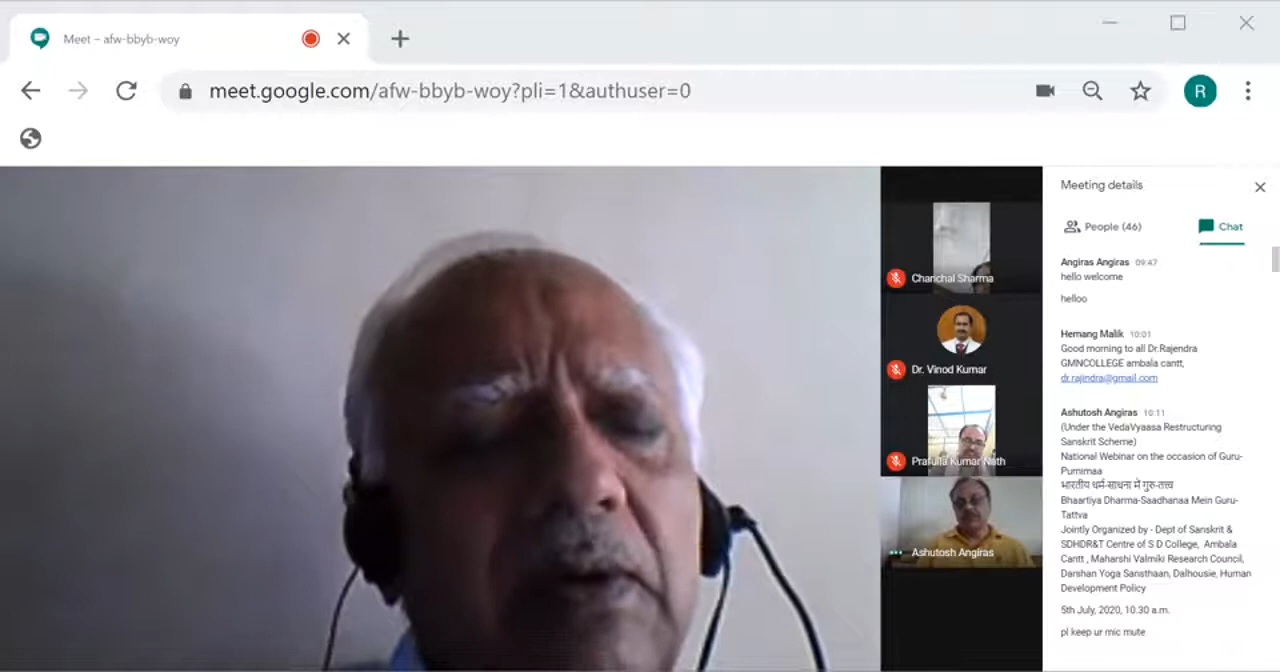 Meet – afw-bbyb-woy
meet.google.com/afw-bbyb-woy?pli=1&authuser=0
R
Meeting details
People (46)
Chat
Charichal Sharma
Dr. Vinod Kumar
Prafulla Kumar Nath
Ashutosh Angiras
Angiras Angiras 09:47
hello welcome
helloo
Hemang Malik 10:01
Good morning to all Dr.Rajendra
GMNCOLLEGE ambala cantt,
dr.rajindra@gmail.com
Ashutosh Angiras 10:11
(Under the VedaVyaasa Restructuring
Sanskrit Scheme)
National Webinar on the occasion of Guru-
Purnimaa
भारतीय धर्म-साधना में गुरु-तत्त्व
Bhaartiya Dharma-Saadhanaa Mein Guru-
Tattva
Jointly Organized by - Dept of Sanskrit &
SDHDR&T Centre of S D College, Ambala
Cantt , Maharshi Valmiki Research Council,
Darshan Yoga Sansthaan, Dalhousie, Human
Development Policy
5th July, 2020, 10.30 a.m.
pl keep ur mic mute